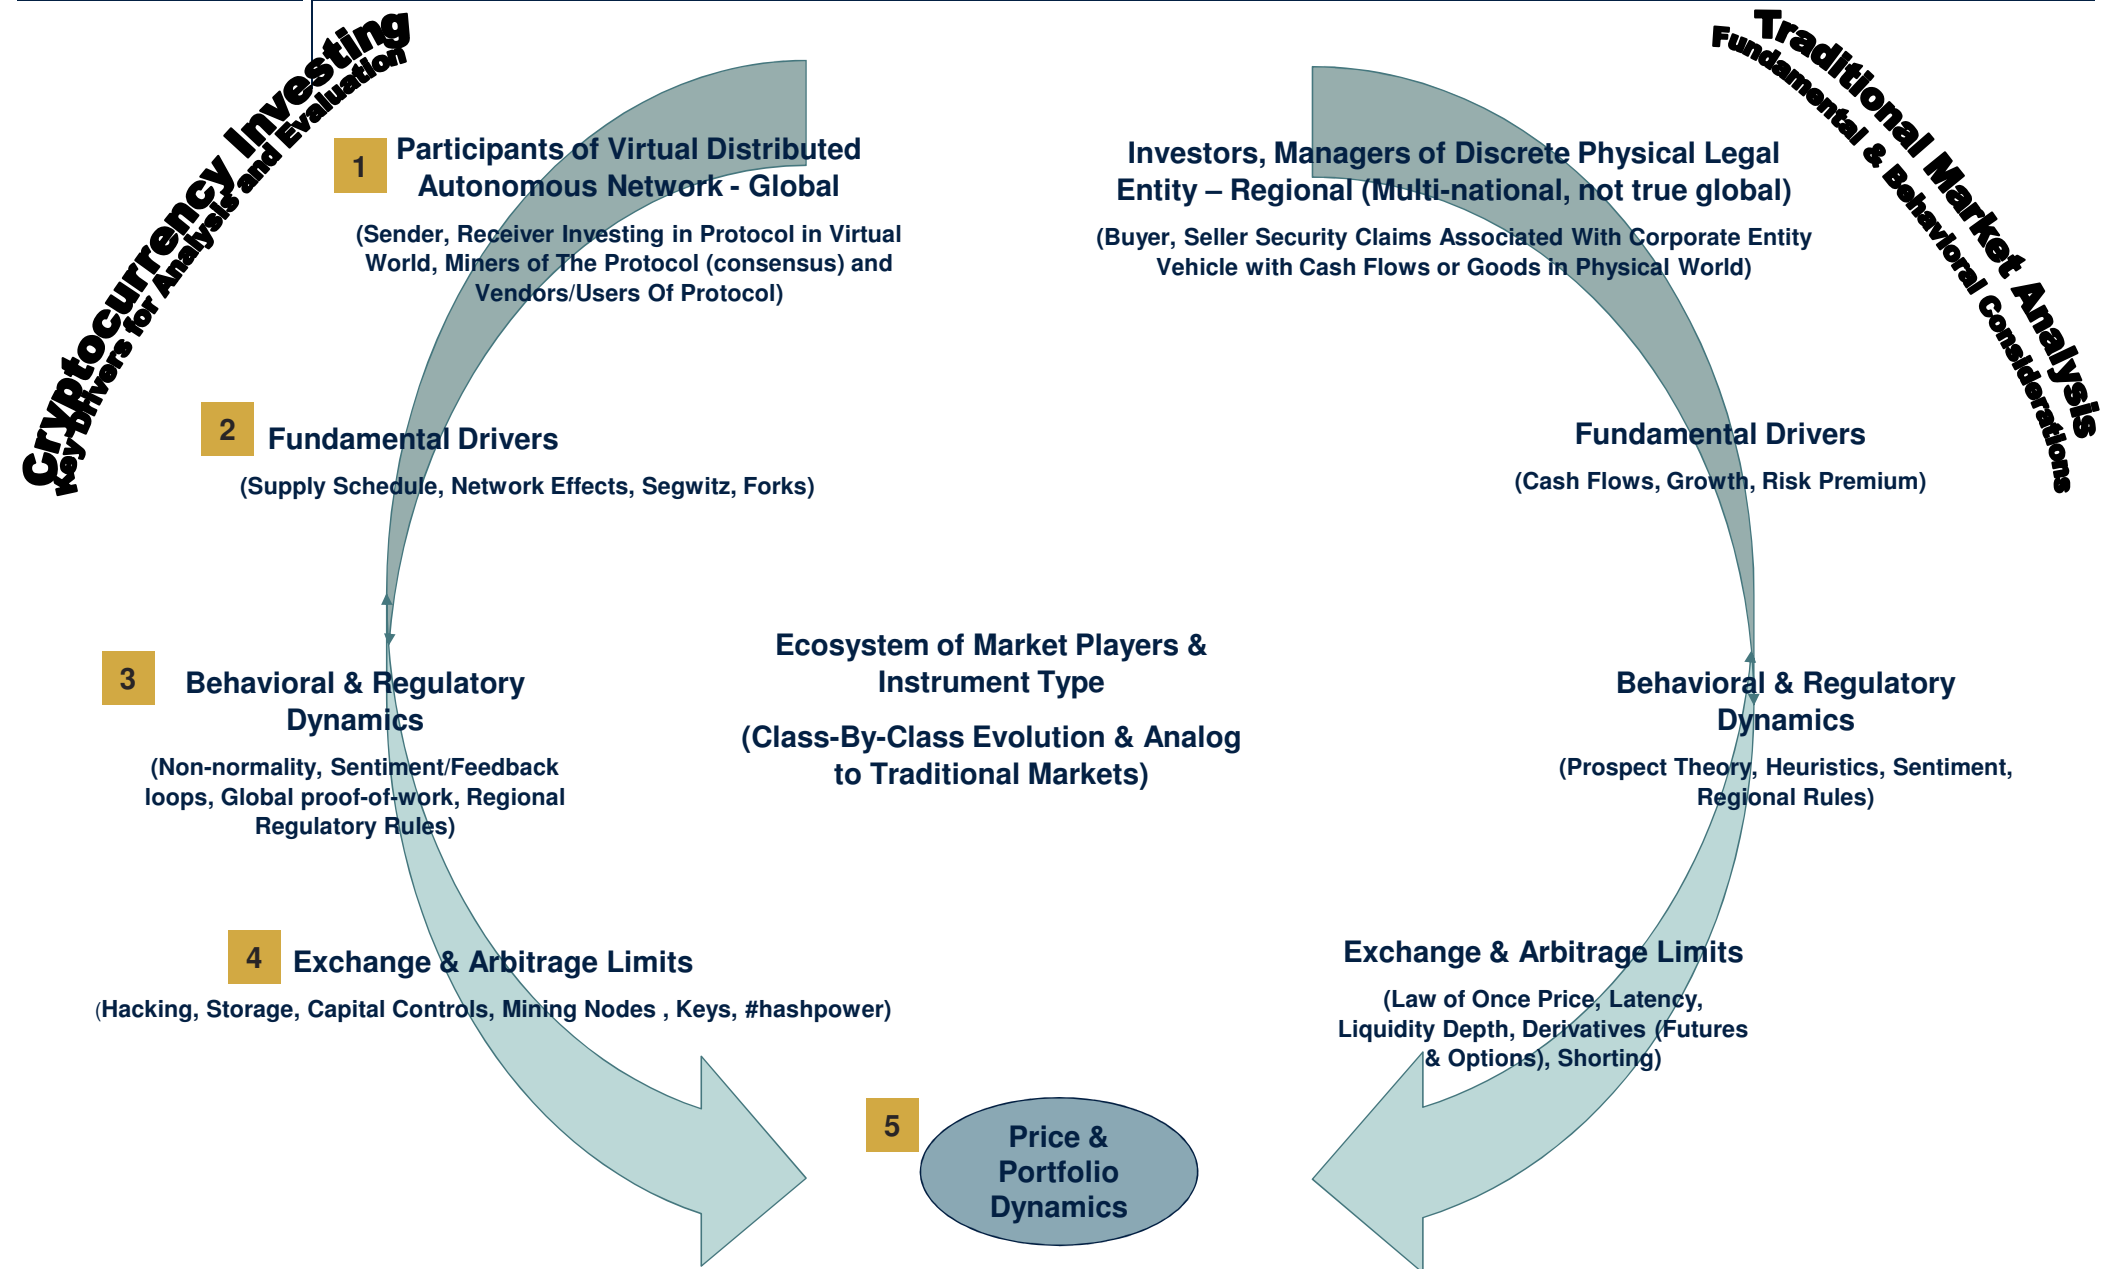 Cryptocurrency Investing
Key Drivers for Analysis and Evaluation
1
Participants of Virtual Distributed
Autonomous Network - Global
(Sender, Receiver Investing in Protocol in Virtual
World, Miners of The Protocol (consensus) and
Vendors/Users Of Protocol)
2
Fundamental Drivers
(Supply Schedule, Network Effects, Segwitz, Forks)
3
Behavioral & Regulatory
Dynamics
(Non-normality, Sentiment/Feedback
loops, Global proof-of-work, Regional
Regulatory Rules)
4
Exchange & Arbitrage Limits
(Hacking, Storage, Capital Controls, Mining Nodes , Keys, #hashpower)
Ecosystem of Market Players &
Instrument Type
(Class-By-Class Evolution & Analog
to Traditional Markets)
5
Price &
Portfolio
Dynamics
Traditional Market Analysis
Fundamental & Behavioral Considerations
Investors, Managers of Discrete Physical Legal
Entity – Regional (Multi-national, not true global)
(Buyer, Seller Security Claims Associated With Corporate Entity
Vehicle with Cash Flows or Goods in Physical World)
Fundamental Drivers
(Cash Flows, Growth, Risk Premium)
Behavioral & Regulatory
Dynamics
(Prospect Theory, Heuristics, Sentiment,
Regional Rules)
Exchange & Arbitrage Limits
(Law of Once Price, Latency,
Liquidity Depth, Derivatives (Futures
& Options), Shorting)